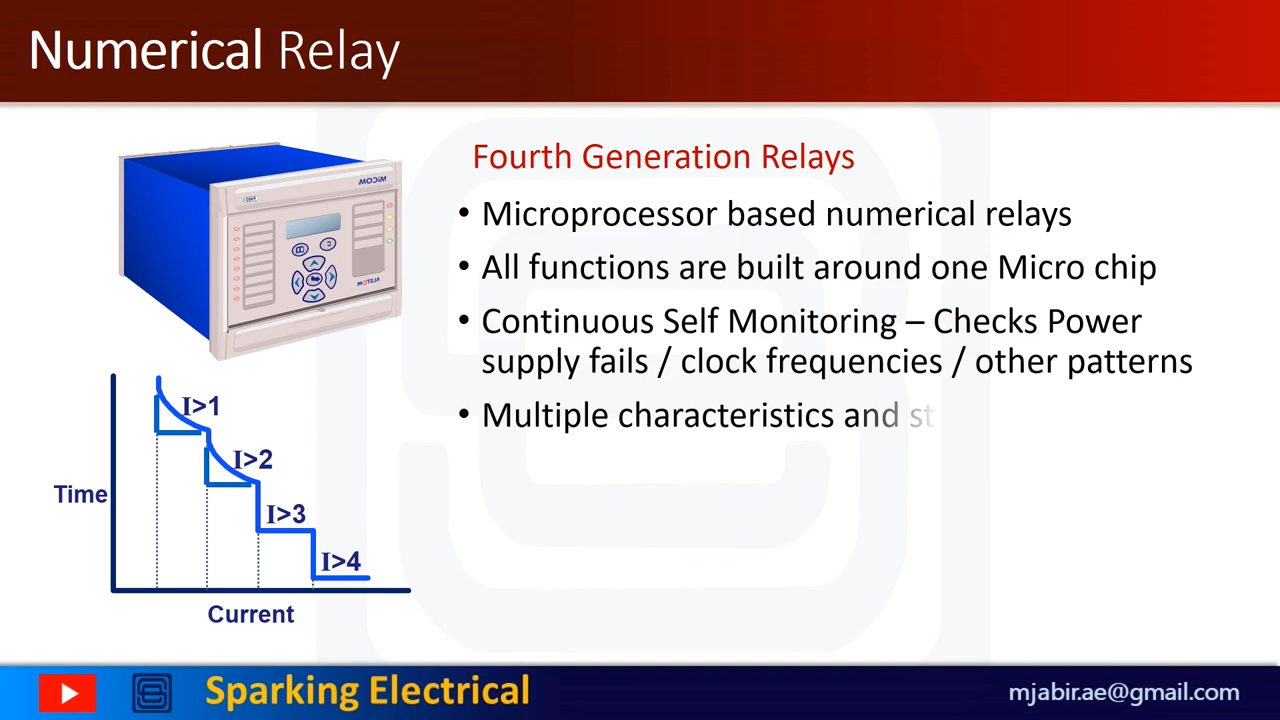 Numerical Relay
Fourth Generation Relays
• Microprocessor based numerical relays
• All functions are built around one Micro chip
• Continuous Self Monitoring – Checks Power
supply fails / clock frequencies / other patterns
• Multiple characteristics and st
MiCOM
ALSTOM
I>1
I>2
I>3
I>4
Time
Current
Sparking Electrical
mjabir.ae@gmail.com